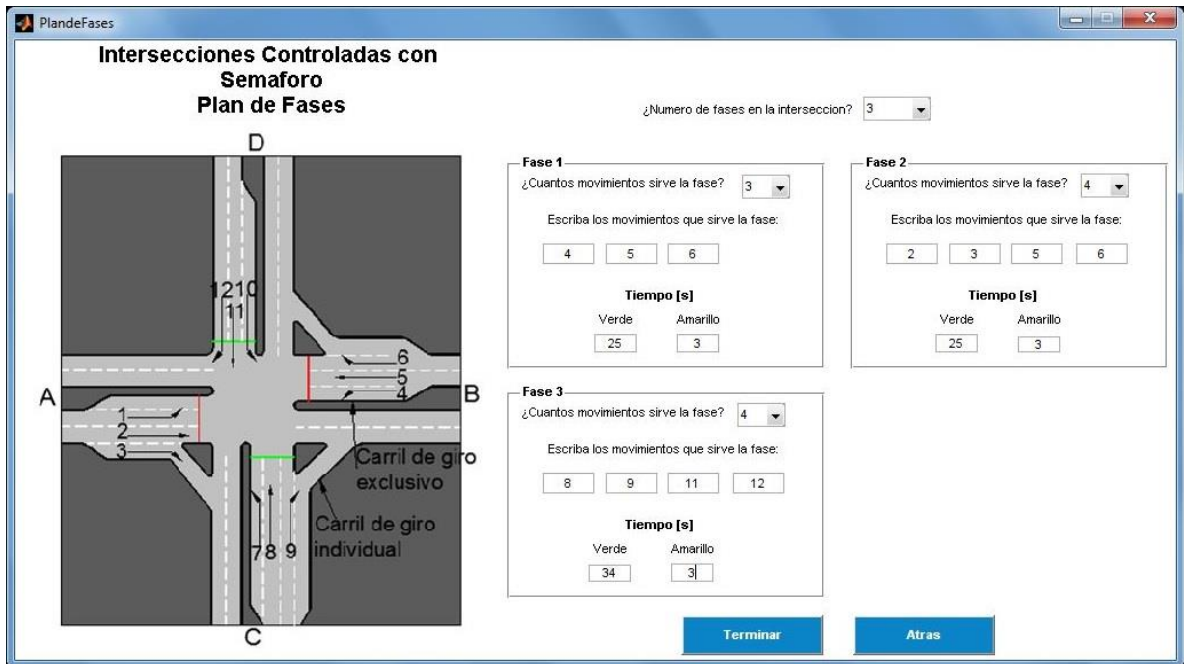 PlandeFases
Intersecciones Controladas con
Semaforo
Plan de Fases
¿Numero de fases en la interseccion? 3
D
1210
11
A
B
6
5
4
1
2
3
Carril de giro
exclusivo
Carril de giro
individual
7 8 9
C
Fase 1
¿Cuantos movimientos sirve la fase? 3
Escriba los movimientos que sirve la fase:
4 5 6
Tiempo [s]
Verde Amarillo
25 3
Fase 2
¿Cuantos movimientos sirve la fase? 4
Escriba los movimientos que sirve la fase:
2 3 5 6
Tiempo [s]
Verde Amarillo
25 3
Fase 3
¿Cuantos movimientos sirve la fase? 4
Escriba los movimientos que sirve la fase:
8 9 11 12
Tiempo [s]
Verde Amarillo
34 3
Terminar Atras